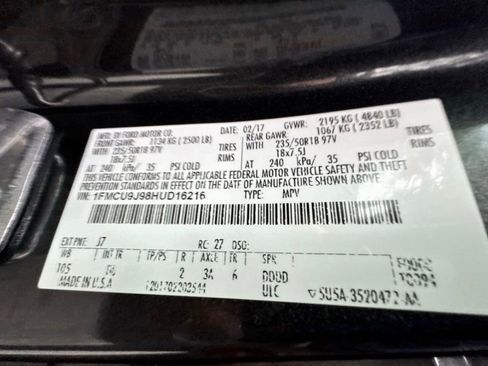 MFD. BY FORD MOTOR CO.
DATE: 02/17 GVWR: 2195 KG (4840 LB)
FRONT GAWR: 1134 KG (2500 LB) REAR GAWR: 1067 KG (2352 LB)
WITH 235/50R18 97V TIRES WITH 235/50R18 97V TIRES
18x7.5J RIMS 18x7.5J RIMS
AT 240 kPa/ 35 PSI COLD AT 240 kPa/ 35 PSI COLD
THIS VEHICLE CONFORMS TO ALL APPLICABLE FEDERAL MOTOR VEHICLE SAFETY
AND THEFT PREVENTION STANDARDS IN EFFECT ON THE DATE OF MANUFACTURE SHOWN ABOVE.
VIN: 1FMCU9J98HUD16216 TYPE: MPV
EXT PNT: J7 RC: 27 DSO:
WB INT TR TP/PS R AXLE TR SPR
105 2 3A 6 DDUD
MADE IN U.S.A. ULC ▽5U5A-3520472-AA